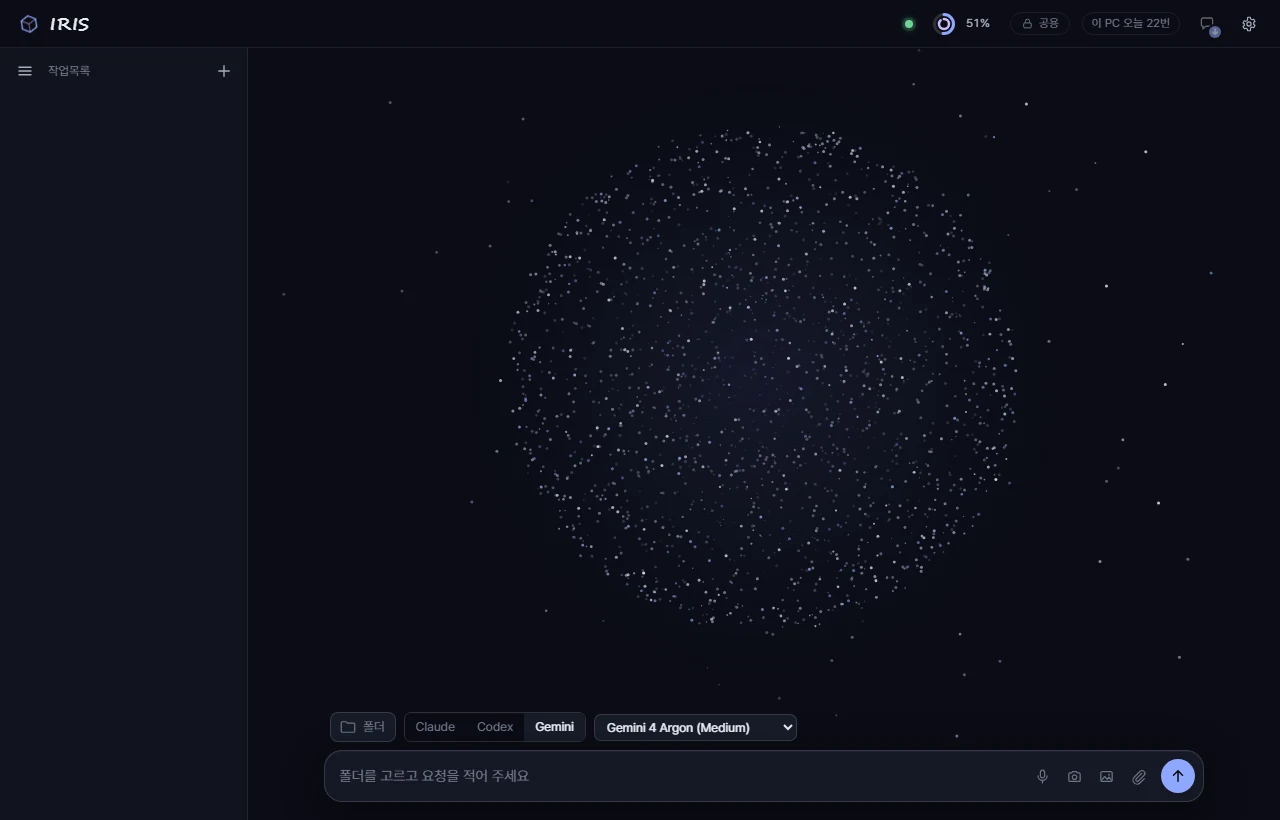 IRIS
51%
공용
이 PC 오늘 22번
작업목록
폴더
Claude
Codex
Gemini
Gemini 4 Argon (Medium)
폴더를 고르고 요청을 적어 주세요